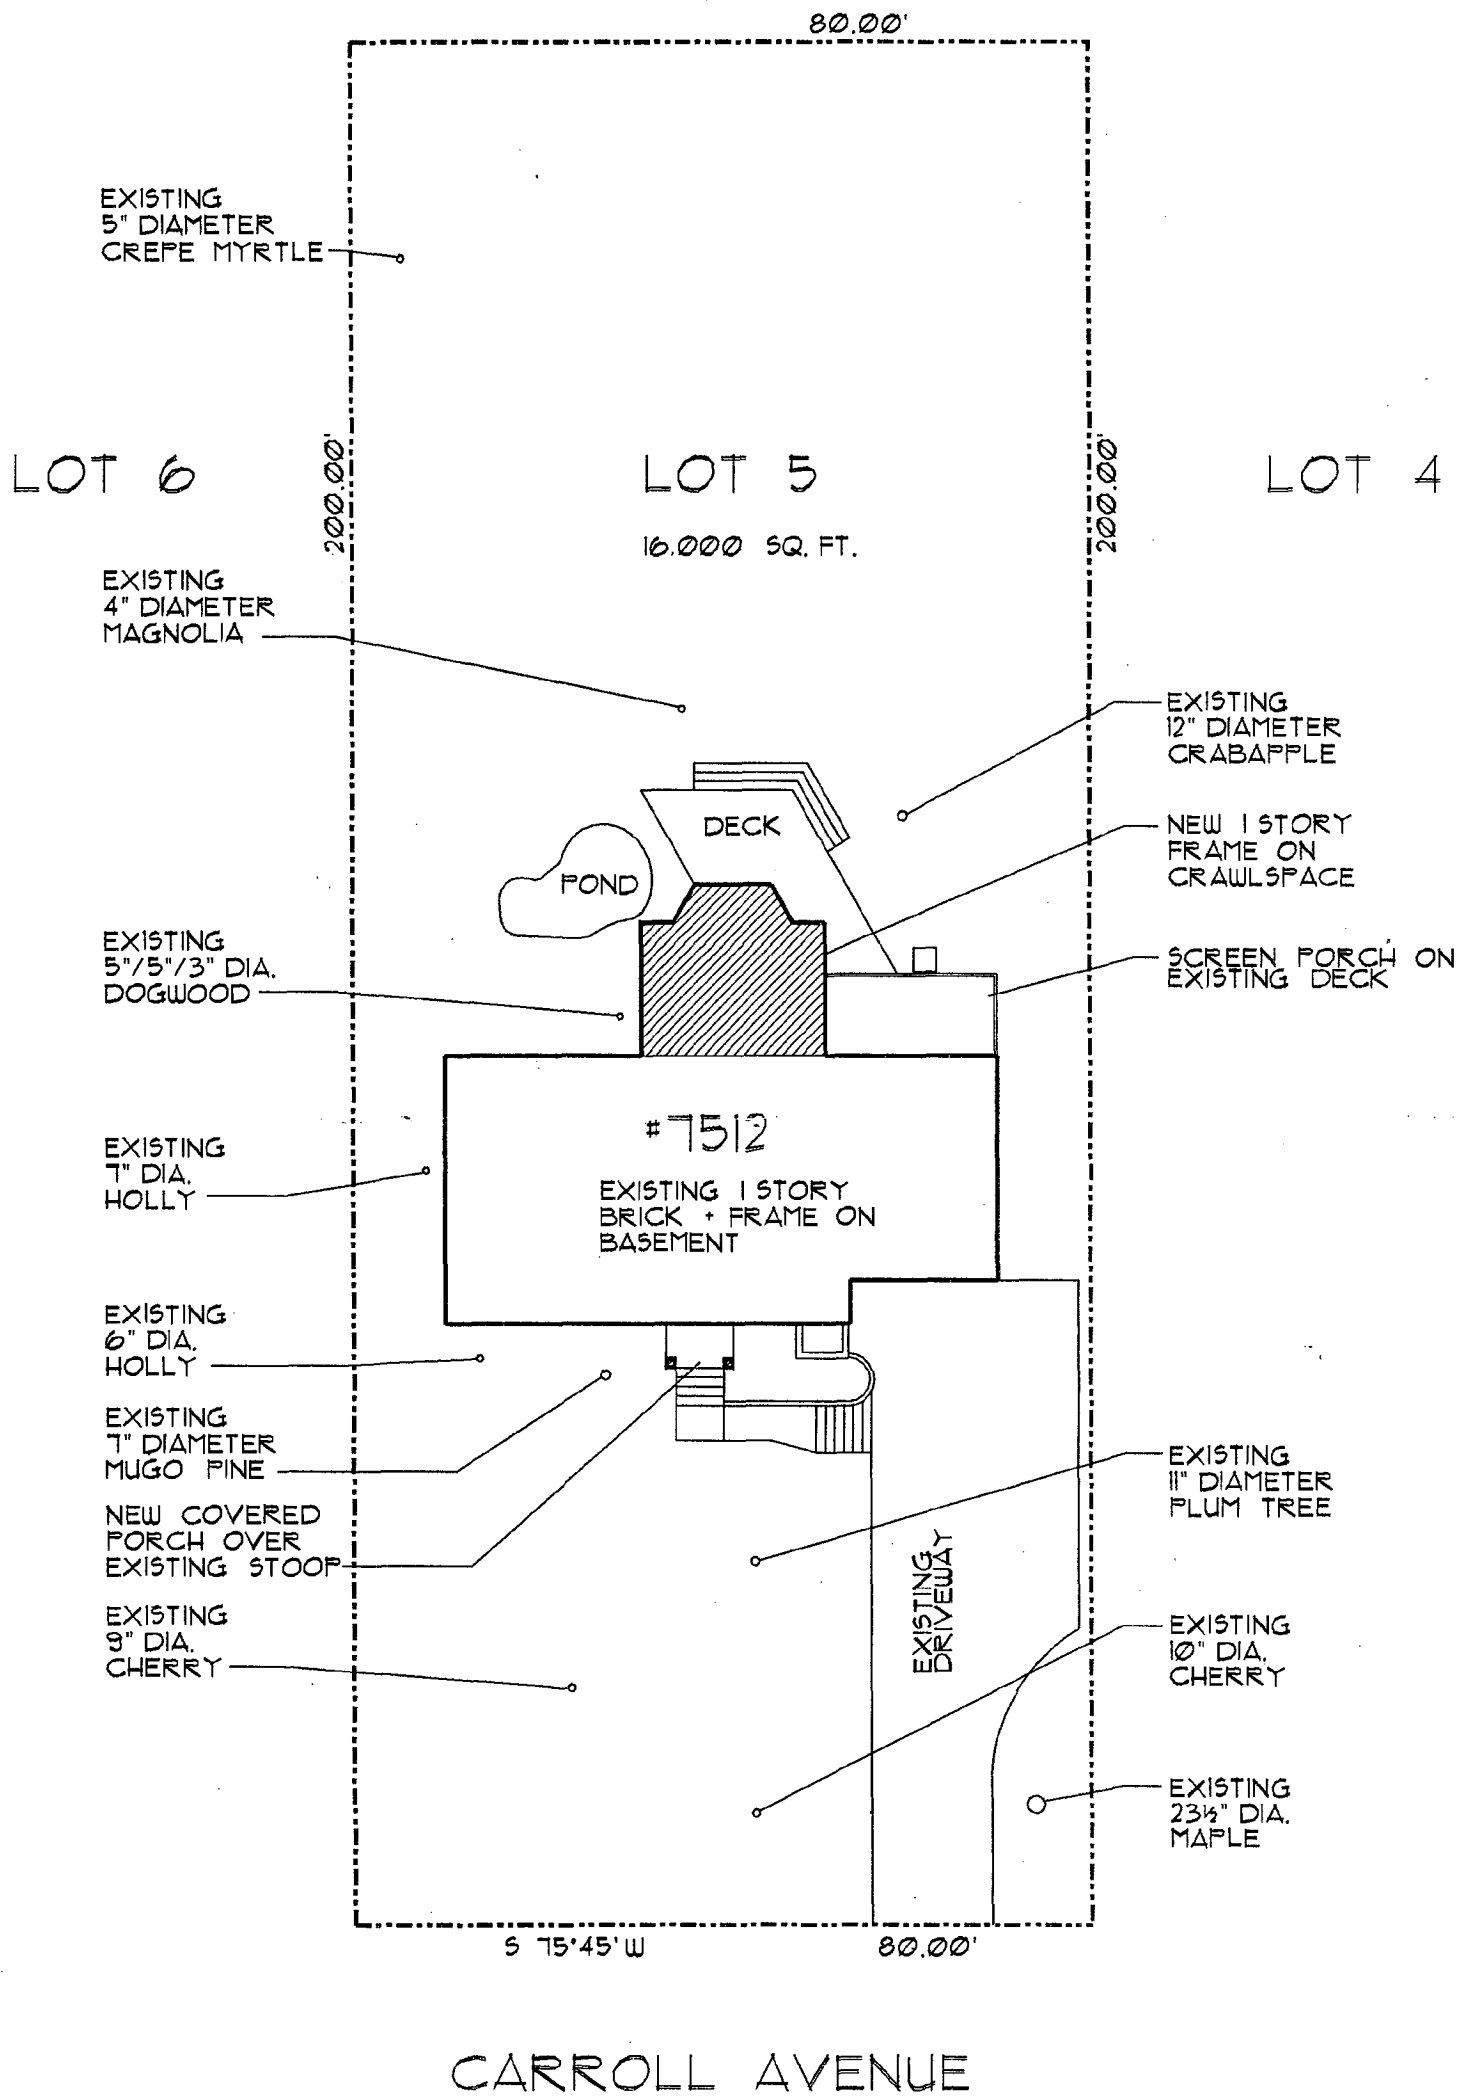 80.00'
EXISTING
5" DIAMETER
CREPE MYRTLE
LOT 6
200.00'
LOT 5
200.00'
LOT 4
16,000 SQ. FT.
EXISTING
4" DIAMETER
MAGNOLIA
EXISTING
12" DIAMETER
CRABAPPLE
DECK
NEW 1 STORY
FRAME ON
CRAWLSPACE
POND
EXISTING
5"/5"/3" DIA.
DOGWOOD
SCREEN PORCH ON
EXISTING DECK
#7512
EXISTING
7" DIA.
HOLLY
EXISTING 1 STORY
BRICK + FRAME ON
BASEMENT
EXISTING
6" DIA.
HOLLY
EXISTING
7" DIAMETER
MUGO PINE
EXISTING
11" DIAMETER
PLUM TREE
NEW COVERED
PORCH OVER
EXISTING STOOP
EXISTING
DRIVEWAY
EXISTING
9" DIA.
CHERRY
EXISTING
10" DIA.
CHERRY
EXISTING
23½" DIA.
MAPLE
S 75°45' W
80.00'
CARROLL AVENUE